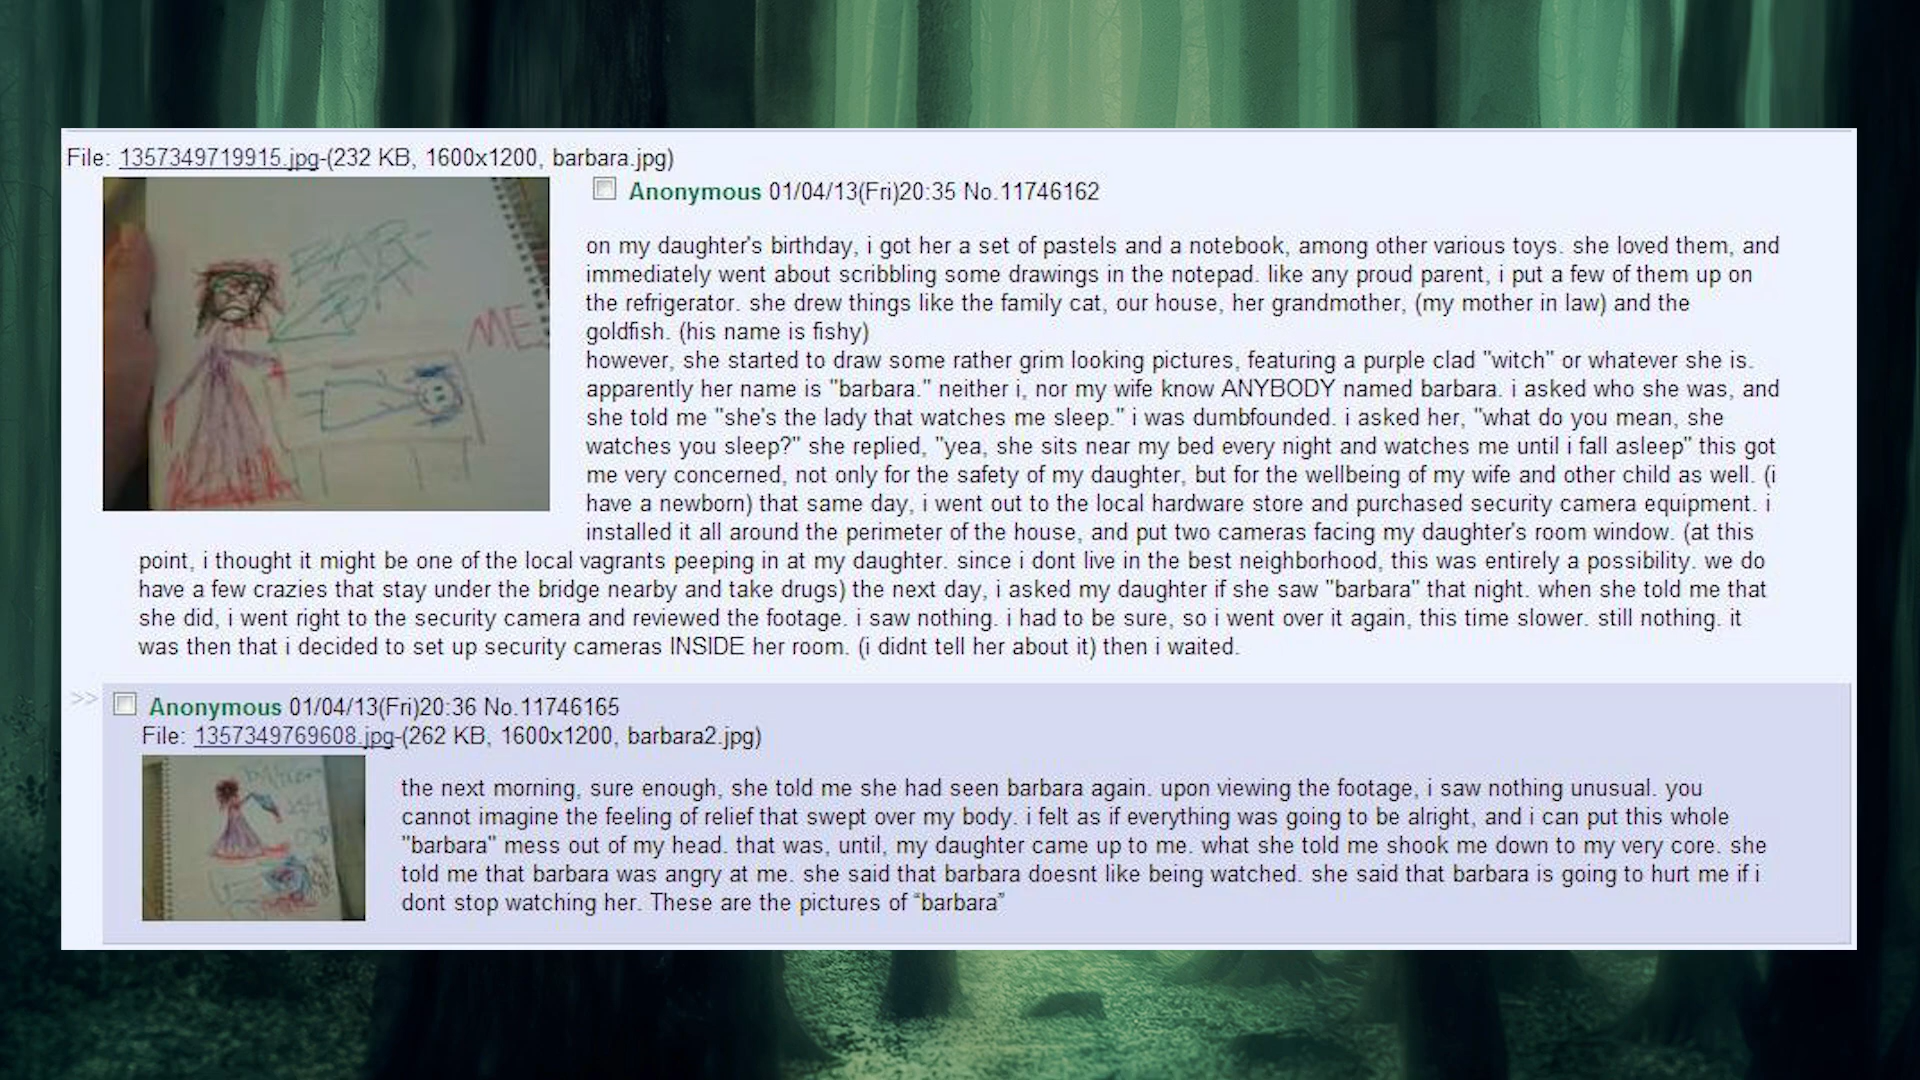 File: 1357349719915.jpg-(232 KB, 1600x1200, barbara.jpg)
ME
Anonymous 01/04/13(Fri)20:35 No.11746162
on my daughter's birthday, i got her a set of pastels and a notebook, among other various toys. she loved them, and
immediately went about scribbling some drawings in the notepad. like any proud parent, i put a few of them up on
the refrigerator. she drew things like the family cat, our house, her grandmother, (my mother in law) and the
goldfish. (his name is fishy)
however, she started to draw some rather grim looking pictures, featuring a purple clad "witch" or whatever she is.
apparently her name is "barbara." neither i, nor my wife know ANYBODY named barbara. i asked who she was, and
she told me "she's the lady that watches me sleep." i was dumbfounded. i asked her, "what do you mean, she
watches you sleep?" she replied, "yea, she sits near my bed every night and watches me until i fall asleep" this got
me very concerned, not only for the safety of my daughter, but for the wellbeing of my wife and other child as well. (i
have a newborn) that same day, i went out to the local hardware store and purchased security camera equipment. i
installed it all around the perimeter of the house, and put two cameras facing my daughter's room window. (at this
point, i thought it might be one of the local vagrants peeping in at my daughter. since i dont live in the best neighborhood, this was entirely a possibility. we do
have a few crazies that stay under the bridge nearby and take drugs) the next day, i asked my daughter if she saw "barbara" that night. when she told me that
she did, i went right to the security camera and reviewed the footage. i saw nothing. i had to be sure, so i went over it again, this time slower. still nothing. it
was then that i decided to set up security cameras INSIDE her room. (i didnt tell her about it) then i waited.
>> Anonymous 01/04/13(Fri)20:36 No.11746165
File: 1357349769608.jpg-(262 KB, 1600x1200, barbara2.jpg)
the next morning, sure enough, she told me she had seen barbara again. upon viewing the footage, i saw nothing unusual. you
cannot imagine the feeling of relief that swept over my body. i felt as if everything was going to be alright, and i can put this whole
"barbara" mess out of my head. that was, until, my daughter came up to me. what she told me shook me down to my very core. she
told me that barbara was angry at me. she said that barbara doesnt like being watched. she said that barbara is going to hurt me if i
dont stop watching her. These are the pictures of “barbara”